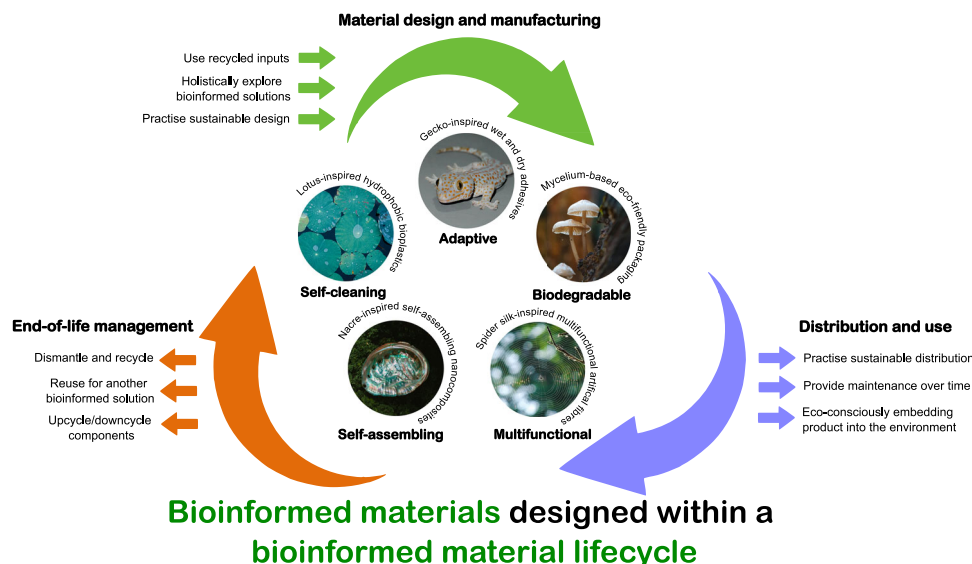 Material design and manufacturing
Use recycled inputs
Holistically explore
bioinformed solutions
Practise sustainable design
Gecko-inspired wet and dry adhesives
Adaptive
Lotus-inspired hydrophobic bioplastics
Self-cleaning
Mycelium-based eco-friendly packaging
Biodegradable
Nacre-inspired self-assembling nanocomposites
Self-assembling
Spider silk-inspired multifunctional artifical fibres
Multifunctional
End-of-life management
Dismantle and recycle
Reuse for another
bioinformed solution
Upcycle/downcycle
components
Distribution and use
Practise sustainable distribution
Provide maintenance over time
Eco-consciously embedding
product into the environment
Bioinformed materials designed within a
bioinformed material lifecycle